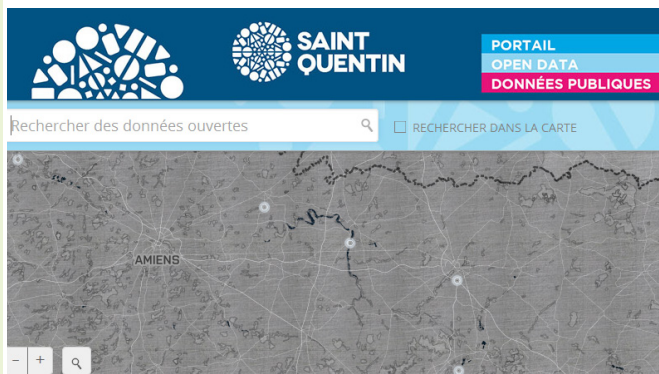 SAINT
QUENTIN
PORTAIL
OPEN DATA
DONNÉES PUBLIQUES
Rechercher des données ouvertes
RECHERCHER DANS LA CARTE
AMIENS
- +